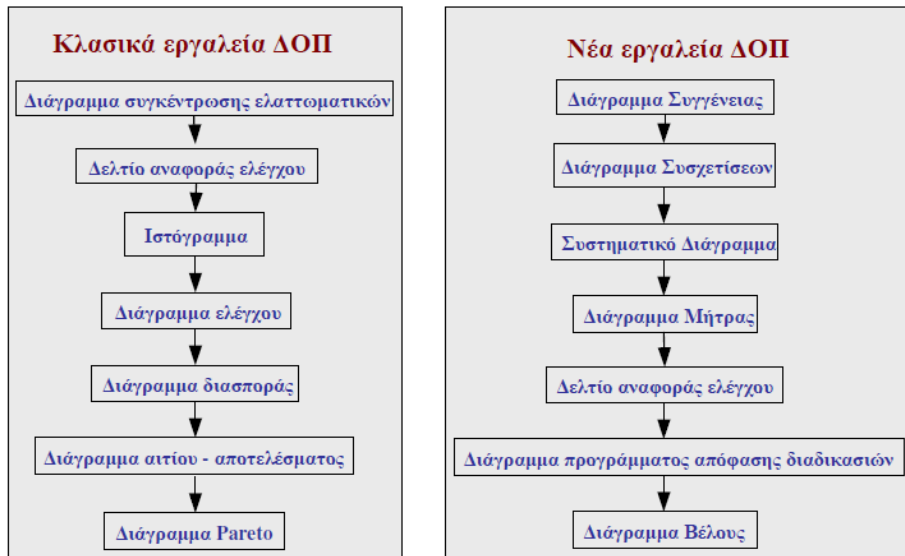 Κλασικά εργαλεία ΔΟΠ
Διάγραμμα συγκέντρωσης ελαττωματικών
Δελτίο αναφοράς ελέγχου
Ιστόγραμμα
Διάγραμμα ελέγχου
Διάγραμμα διασποράς
Διάγραμμα αιτίου - αποτελέσματος
Διάγραμμα Pareto
Νέα εργαλεία ΔΟΠ
Διάγραμμα Συγγένειας
Διάγραμμα Συσχετίσεων
Συστηματικό Διάγραμμα
Διάγραμμα Μήτρας
Δελτίο αναφοράς ελέγχου
Διάγραμμα προγράμματος απόφασης διαδικασιών
Διάγραμμα Βέλους